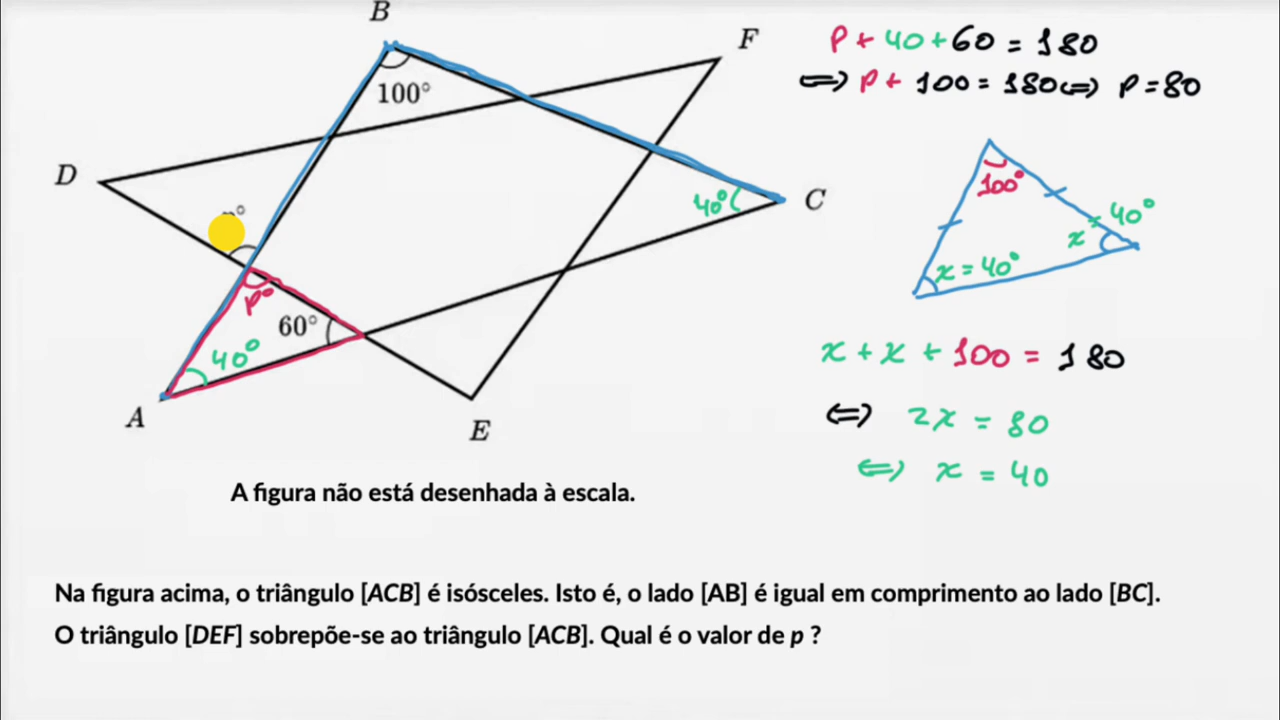 B
F
D
C
A
E
100°
°
60°
40°
p°
40°
P + 40 + 60 = 180
⟺ P + 100 = 180 ⟺ P = 80
100°
x = 40°
x = 40°
x + x + 100 = 180
⟺ 2x = 80
⟺ x = 40
A figura não está desenhada à escala.
Na figura acima, o triângulo [ACB] é isósceles. Isto é, o lado [AB] é igual em comprimento ao lado [BC].
O triângulo [DEF] sobrepõe-se ao triângulo [ACB]. Qual é o valor de p ?